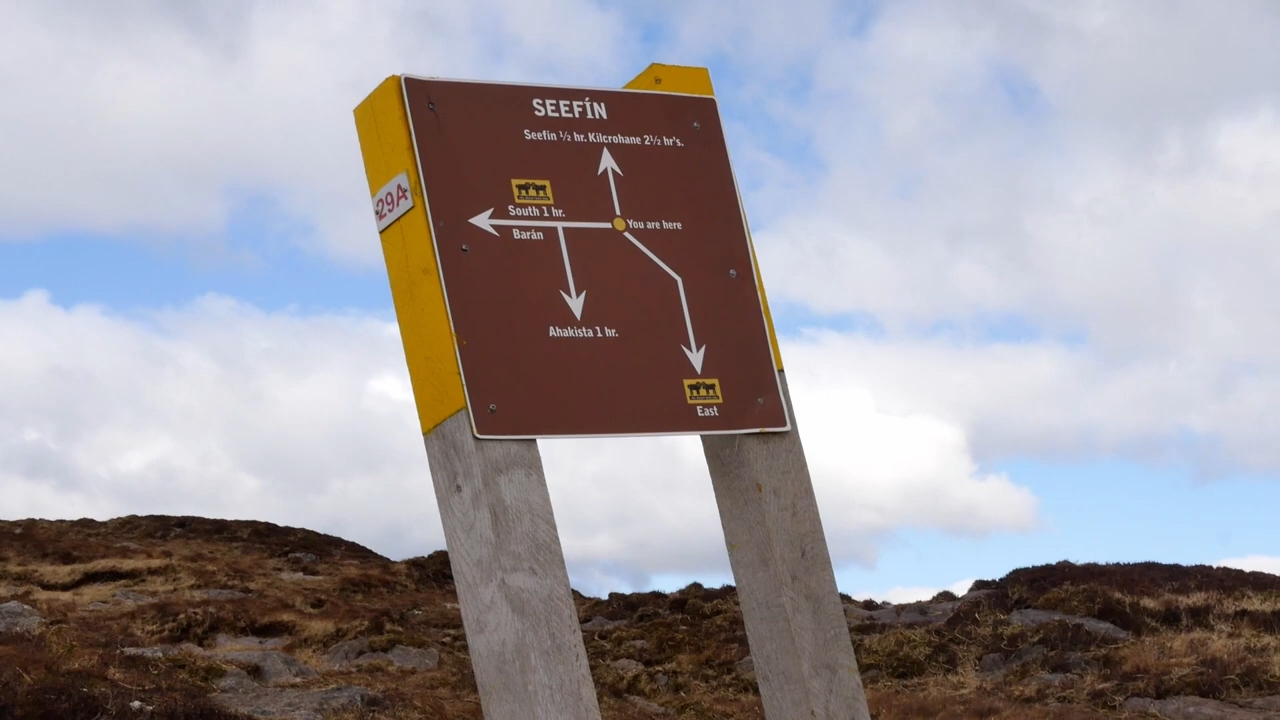 SEEFÍN
Seefin ½ hr. Kilcrohane 2½ hr's.
29A
South 1 hr.
You are here
Barán
Ahakista 1 hr.
East